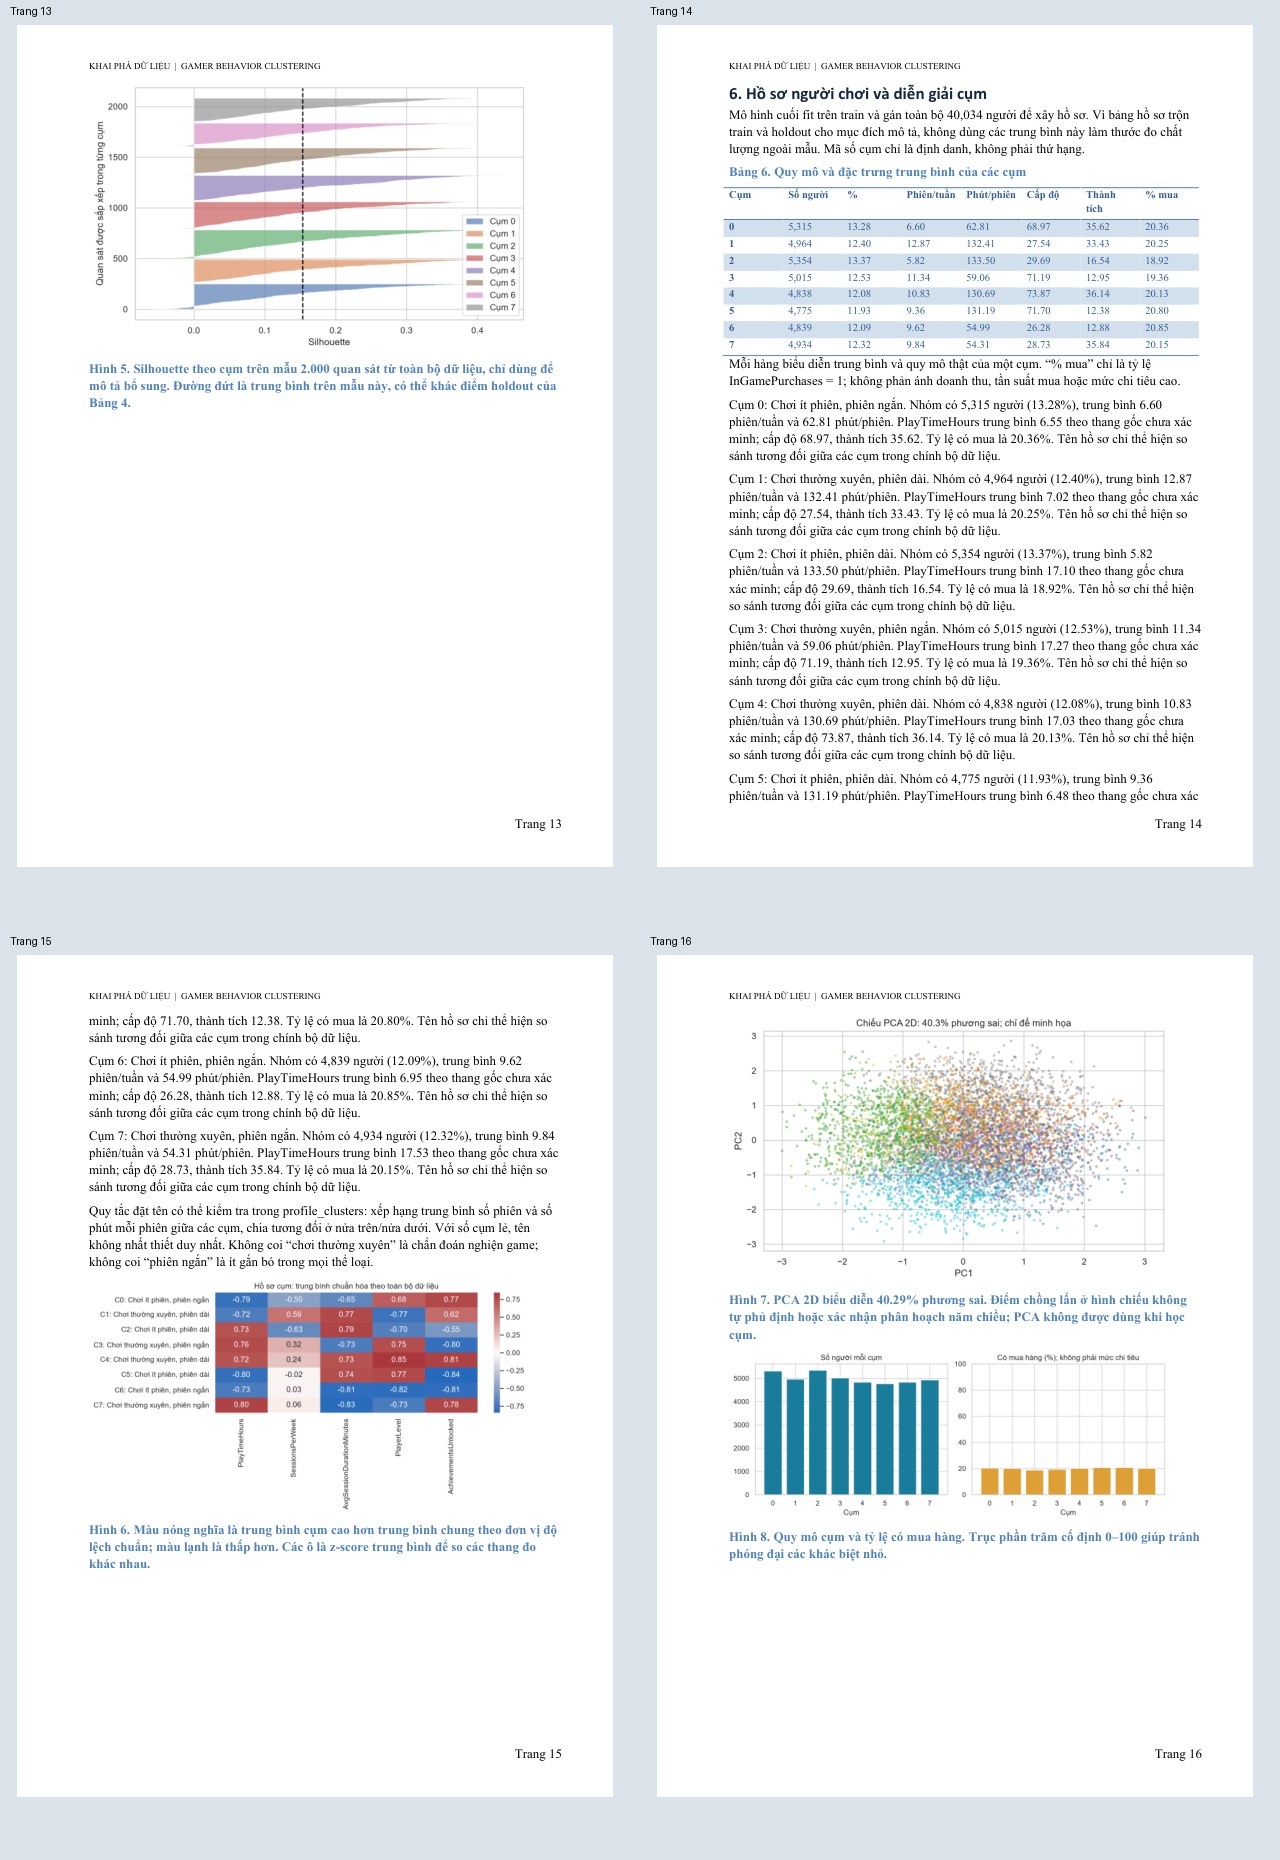 Trang 13
KHAI PHÁ DỮ LIỆU | GAMER BEHAVIOR CLUSTERING
Quan sát được sắp xếp trong từng cụm
2000
1500
1000
500
0
Cụm 0
Cụm 1
Cụm 2
Cụm 3
Cụm 4
Cụm 5
Cụm 6
Cụm 7
0.0 0.1 0.2 0.3 0.4
Silhouette
Hình 5. Silhouette theo cụm trên mẫu 2.000 quan sát từ toàn bộ dữ liệu, chỉ dùng để
mô tả bổ sung. Đường đứt là trung bình trên mẫu này, có thể khác điểm holdout của
Bảng 4.
Trang 13
Trang 14
KHAI PHÁ DỮ LIỆU | GAMER BEHAVIOR CLUSTERING
6. Hồ sơ người chơi và diễn giải cụm
Mô hình cuối fit trên train và gán toàn bộ 40,034 người để xây hồ sơ. Vì bảng hồ sơ trộn
train và holdout cho mục đích mô tả, không dùng các trung bình này làm thước đo chất
lượng ngoài mẫu. Mã số cụm chỉ là định danh, không phải thứ hạng.
Bảng 6. Quy mô và đặc trưng trung bình của các cụm
Cụm Số người % Phiên/tuần Phút/phiên Cấp độ Thành tích % mua
0 5,315 13.28 6.60 62.81 68.97 35.62 20.36
1 4,964 12.40 12.87 132.41 27.54 33.43 20.25
2 5,354 13.37 5.82 133.50 29.69 16.54 18.92
3 5,015 12.53 11.34 59.06 71.19 12.95 19.36
4 4,838 12.08 10.83 130.69 73.87 36.14 20.13
5 4,775 11.93 9.36 131.19 71.70 12.38 20.80
6 4,839 12.09 9.62 54.99 26.28 12.88 20.85
7 4,934 12.32 9.84 54.31 28.73 35.84 20.15
Mỗi hàng biểu diễn trung bình và quy mô thật của một cụm. “% mua” chỉ là tỷ lệ
InGamePurchases = 1; không phản ánh doanh thu, tần suất mua hoặc mức chi tiêu cao.
Cụm 0: Chơi ít phiên, phiên ngắn. Nhóm có 5,315 người (13.28%), trung bình 6.60
phiên/tuần và 62.81 phút/phiên. PlayTimeHours trung bình 6.55 theo thang gốc chưa xác
minh; cấp độ 68.97, thành tích 35.62. Tỷ lệ có mua là 20.36%. Tên hồ sơ chỉ thể hiện so
sánh tương đối giữa các cụm trong chính bộ dữ liệu.
Cụm 1: Chơi thường xuyên, phiên dài. Nhóm có 4,964 người (12.40%), trung bình 12.87
phiên/tuần và 132.41 phút/phiên. PlayTimeHours trung bình 7.02 theo thang gốc chưa xác
minh; cấp độ 27.54, thành tích 33.43. Tỷ lệ có mua là 20.25%. Tên hồ sơ chỉ thể hiện so
sánh tương đối giữa các cụm trong chính bộ dữ liệu.
Cụm 2: Chơi ít phiên, phiên dài. Nhóm có 5,354 người (13.37%), trung bình 5.82
phiên/tuần và 133.50 phút/phiên. PlayTimeHours trung bình 17.10 theo thang gốc chưa
xác minh; cấp độ 29.69, thành tích 16.54. Tỷ lệ có mua là 18.92%. Tên hồ sơ chỉ thể hiện
so sánh tương đối giữa các cụm trong chính bộ dữ liệu.
Cụm 3: Chơi thường xuyên, phiên ngắn. Nhóm có 5,015 người (12.53%), trung bình 11.34
phiên/tuần và 59.06 phút/phiên. PlayTimeHours trung bình 17.27 theo thang gốc chưa xác
minh; cấp độ 71.19, thành tích 12.95. Tỷ lệ có mua là 19.36%. Tên hồ sơ chỉ thể hiện so
sánh tương đối giữa các cụm trong chính bộ dữ liệu.
Cụm 4: Chơi thường xuyên, phiên dài. Nhóm có 4,838 người (12.08%), trung bình 10.83
phiên/tuần và 130.69 phút/phiên. PlayTimeHours trung bình 17.03 theo thang gốc chưa
xác minh; cấp độ 73.87, thành tích 36.14. Tỷ lệ có mua là 20.13%. Tên hồ sơ chỉ thể hiện
so sánh tương đối giữa các cụm trong chính bộ dữ liệu.
Cụm 5: Chơi ít phiên, phiên dài. Nhóm có 4,775 người (11.93%), trung bình 9.36
phiên/tuần và 131.19 phút/phiên. PlayTimeHours trung bình 6.48 theo thang gốc chưa xác
Trang 14
Trang 15
KHAI PHÁ DỮ LIỆU | GAMER BEHAVIOR CLUSTERING
minh; cấp độ 71.70, thành tích 12.38. Tỷ lệ có mua là 20.80%. Tên hồ sơ chỉ thể hiện so
sánh tương đối giữa các cụm trong chính bộ dữ liệu.
Cụm 6: Chơi ít phiên, phiên ngắn. Nhóm có 4,839 người (12.09%), trung bình 9.62
phiên/tuần và 54.99 phút/phiên. PlayTimeHours trung bình 6.95 theo thang gốc chưa xác
minh; cấp độ 26.28, thành tích 12.88. Tỷ lệ có mua là 20.85%. Tên hồ sơ chỉ thể hiện so
sánh tương đối giữa các cụm trong chính bộ dữ liệu.
Cụm 7: Chơi thường xuyên, phiên ngắn. Nhóm có 4,934 người (12.32%), trung bình 9.84
phiên/tuần và 54.31 phút/phiên. PlayTimeHours trung bình 17.53 theo thang gốc chưa xác
minh; cấp độ 28.73, thành tích 35.84. Tỷ lệ có mua là 20.15%. Tên hồ sơ chỉ thể hiện so
sánh tương đối giữa các cụm trong chính bộ dữ liệu.
Quy tắc đặt tên có thể kiểm tra trong profile_clusters: xếp hạng trung bình số phiên và số
phút mỗi phiên giữa các cụm, chia tương đối ở nửa trên/nửa dưới. Với số cụm lẻ, tên
không nhất thiết duy nhất. Không coi “chơi thường xuyên” là chẩn đoán nghiện game;
không coi “phiên ngắn” là ít gắn bó trong mọi thể loại.
Hồ sơ cụm: trung bình chuẩn hóa theo toàn bộ dữ liệu
C0: Chơi ít phiên, phiên ngắn -0.79 -0.50 -0.65 0.68 0.77
C1: Chơi thường xuyên, phiên dài -0.72 0.59 0.77 -0.77 0.62
C2: Chơi ít phiên, phiên dài 0.73 -0.63 0.79 -0.70 -0.55
C3: Chơi thường xuyên, phiên ngắn 0.76 0.32 -0.73 0.75 -0.80
C4: Chơi thường xuyên, phiên dài 0.72 0.24 0.73 0.85 0.81
C5: Chơi ít phiên, phiên dài -0.80 -0.02 0.74 0.77 -0.84
C6: Chơi ít phiên, phiên ngắn -0.73 0.03 -0.81 -0.82 -0.81
C7: Chơi thường xuyên, phiên ngắn 0.80 0.06 -0.83 -0.73 0.78
PlayTimeHours
SessionsPerWeek
AvgSessionDurationMinutes
PlayerLevel
AchievementsUnlocked
0.75
0.50
0.25
0.00
−0.25
−0.50
−0.75
Hình 6. Màu nóng nghĩa là trung bình cụm cao hơn trung bình chung theo đơn vị độ
lệch chuẩn; màu lạnh là thấp hơn. Các ô là z-score trung bình để so các thang đo
khác nhau.
Trang 15
Trang 16
KHAI PHÁ DỮ LIỆU | GAMER BEHAVIOR CLUSTERING
Chiếu PCA 2D: 40.3% phương sai; chỉ để minh họa
PC2
3
2
1
0
−1
−2
−3
−3 −2 −1 0 1 2 3
PC1
Hình 7. PCA 2D biểu diễn 40.29% phương sai. Điểm chồng lấn ở hình chiếu không
tự phủ định hoặc xác nhận phân hoạch năm chiều; PCA không được dùng khi học
cụm.
Số người mỗi cụm
5000
4000
3000
2000
1000
0
0 1 2 3 4 5 6 7
Cụm
Có mua hàng (%); không phải mức chi tiêu
100
80
60
40
20
0
0 1 2 3 4 5 6 7
Cụm
Hình 8. Quy mô cụm và tỷ lệ có mua hàng. Trục phần trăm cố định 0–100 giúp tránh
phóng đại các khác biệt nhỏ.
Trang 16